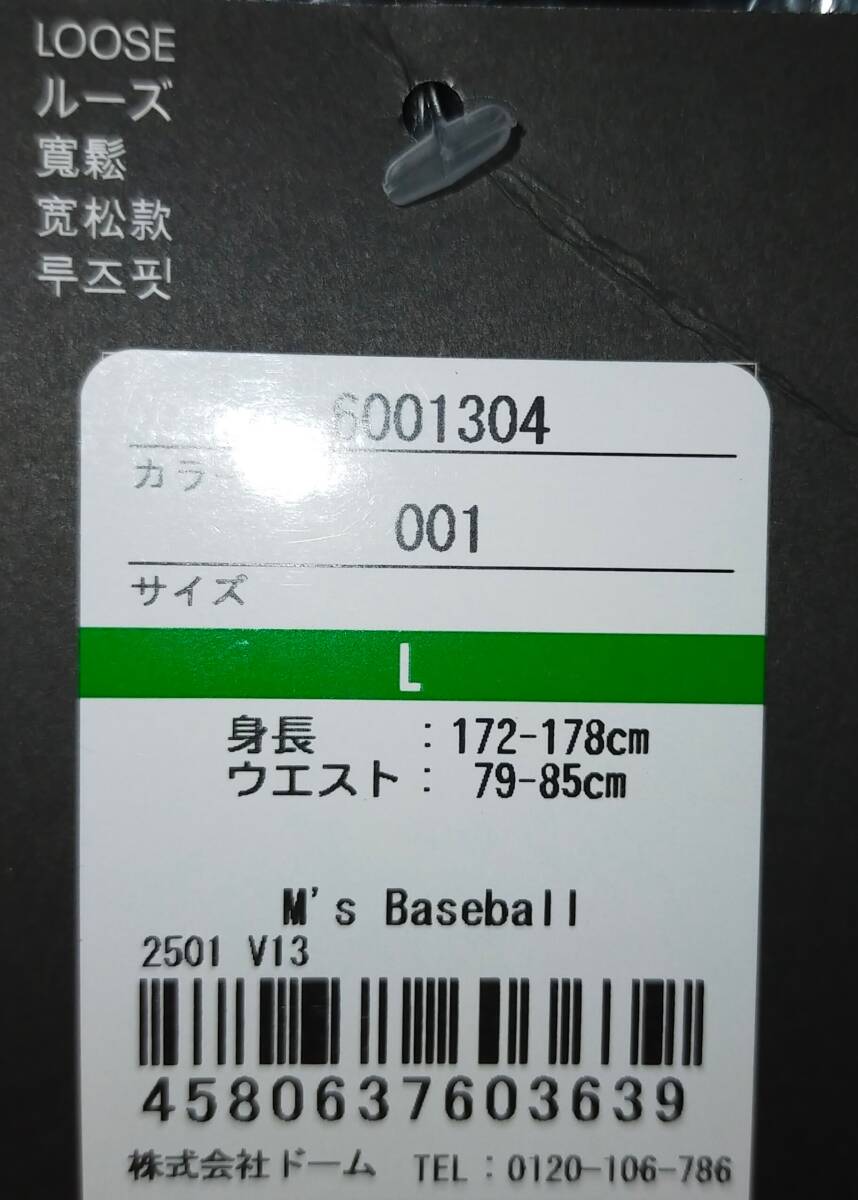 LOOSE
ルーズ
寬鬆
宽松款
루즈핏
6001304
カラー
001
サイズ
L
身長　：172-178cm
ウエスト： 79-85cm
M's Baseball
2501 V13
4580637603639
株式会社ドーム TEL：0120-106-786